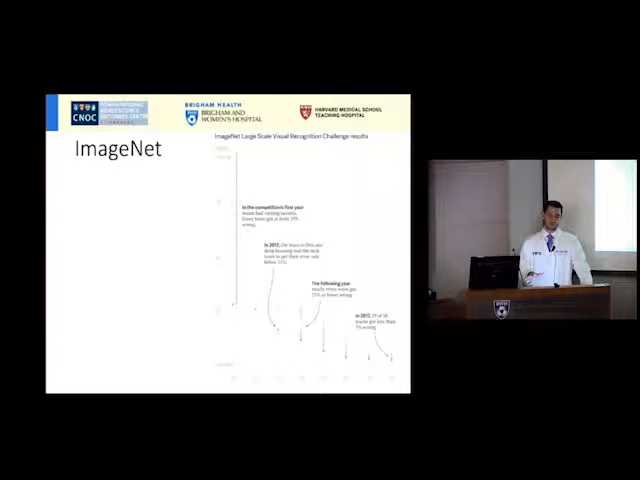 CNOC
BRIGHAM HEALTH
BRIGHAM AND
WOMEN'S HOSPITAL
HARVARD MEDICAL SCHOOL
TEACHING HOSPITAL
ImageNet
ImageNet Large Scale Visual Recognition Challenge results
In the competition's first year
teams had varying success.
Every team got at least 25%
wrong.
In 2012, the team to first use
deep learning was the only
team to get their error rate
below 25%.
The following year
nearly every team got
25% or fewer wrong.
In 2017, 29 of 38
teams got less than
5% wrong.